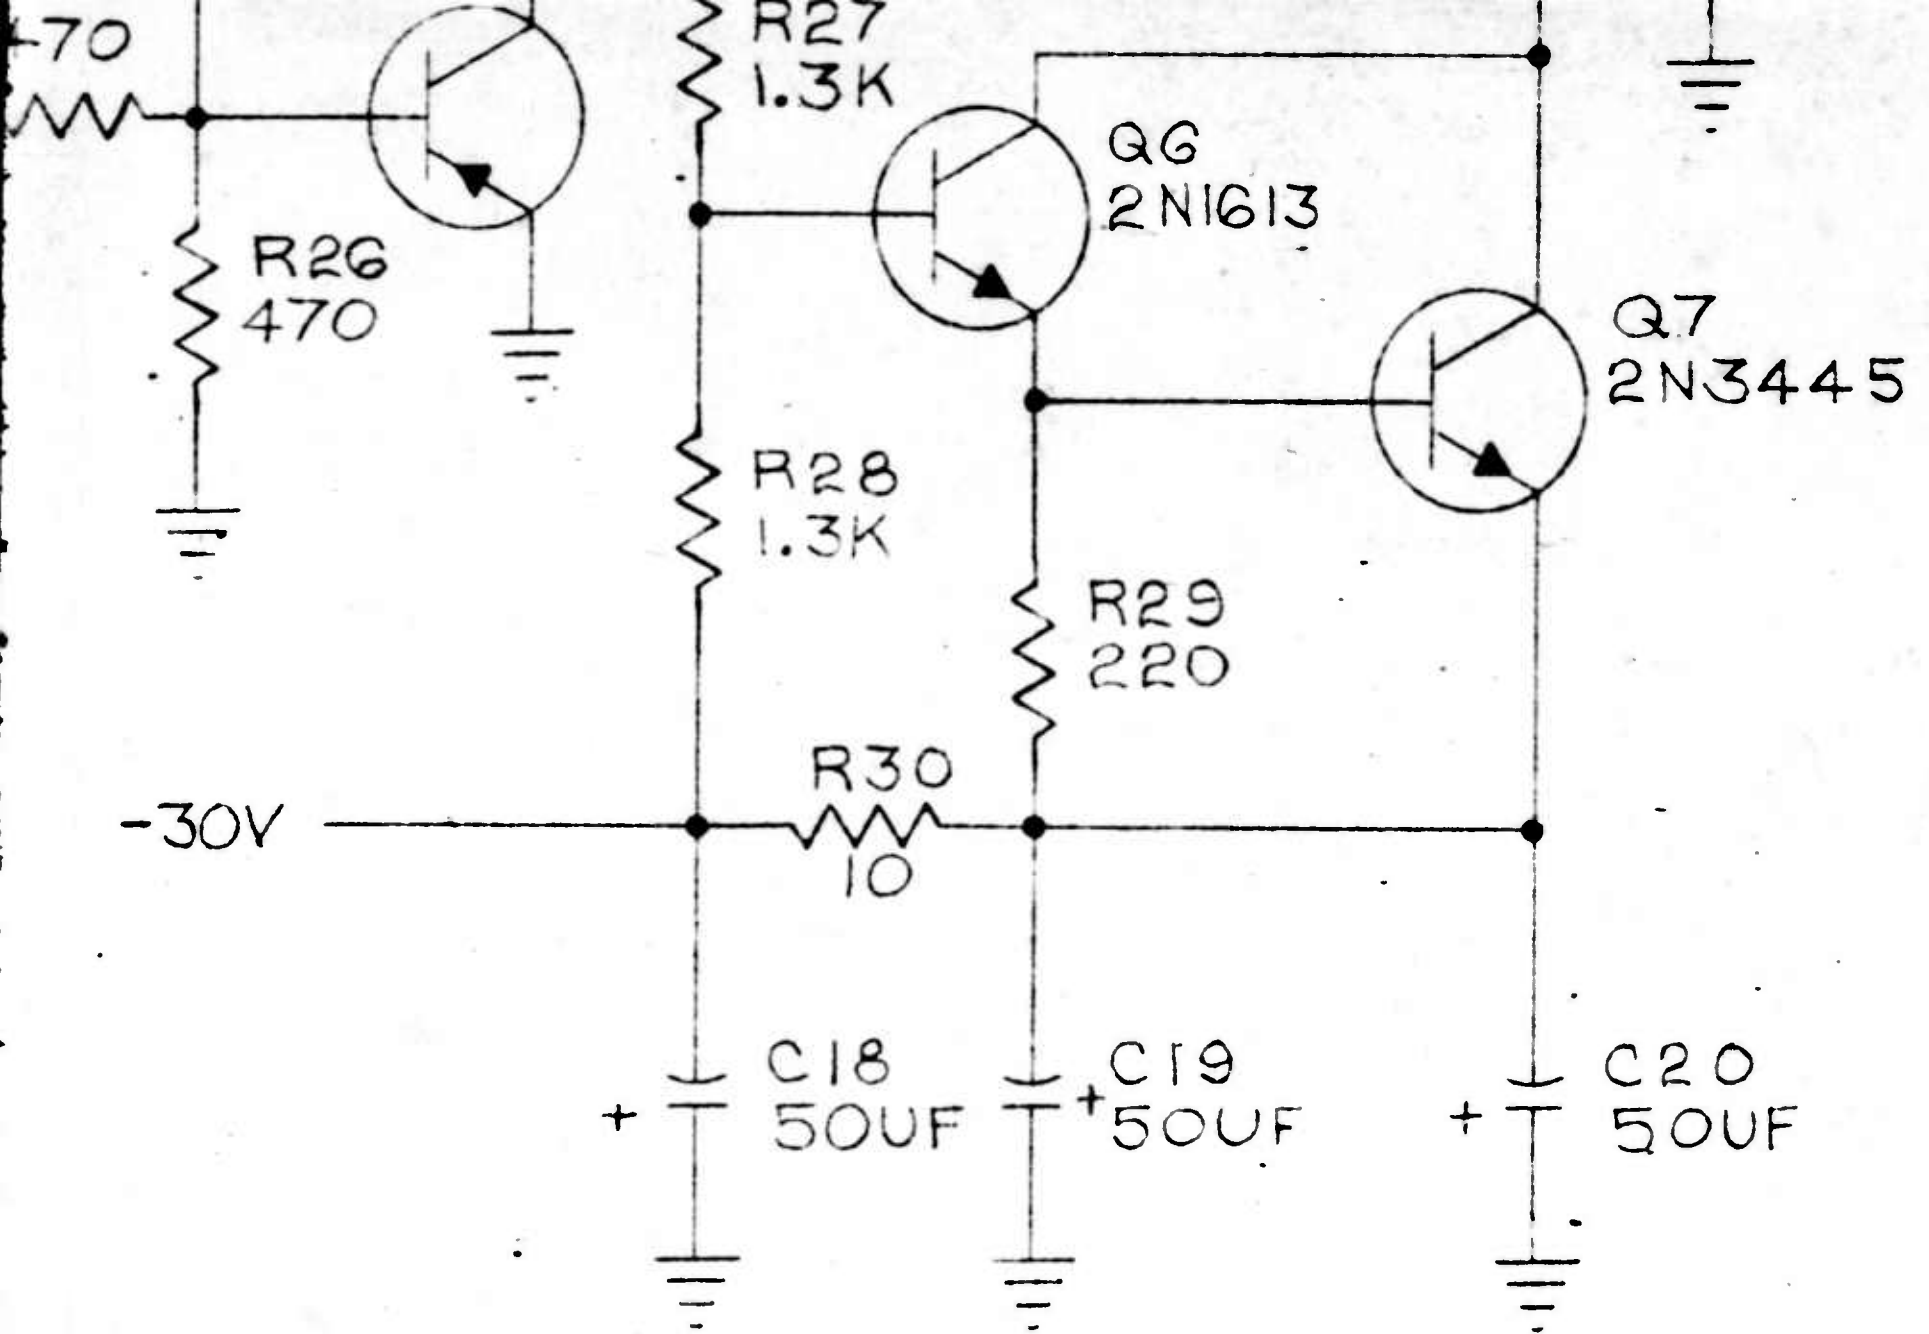 470
R27
1.3K
Q6
2N1613
R26
470
Q7
2N3445
R28
1.3K
R29
220
R30
-30V
10
C18
50UF
+
C19
50UF
+
C20
50UF
+